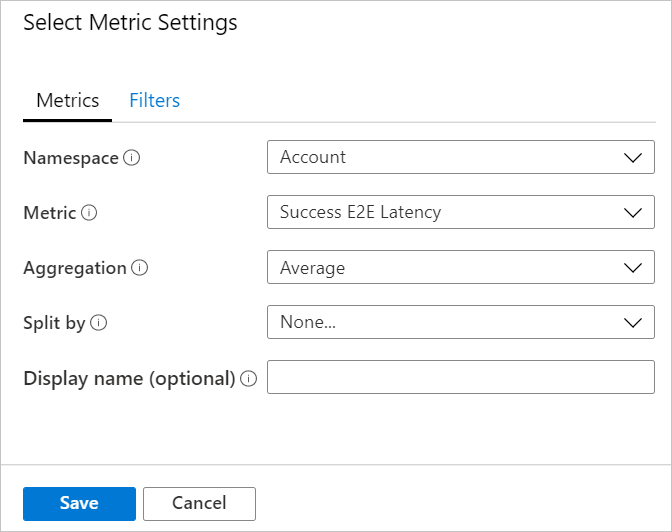 Select Metric Settings
Metrics Filters
Namespace Account
Metric Success E2E Latency
Aggregation Average
Split by None...
Display name (optional)
Save Cancel